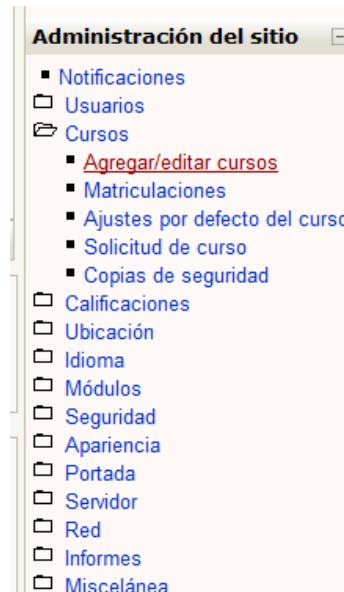 Administración del sitio
Notificaciones
Usuarios
Cursos
Agregar/editar cursos
Matriculaciones
Ajustes por defecto del curso
Solicitud de curso
Copias de seguridad
Calificaciones
Ubicación
Idioma
Módulos
Seguridad
Apariencia
Portada
Servidor
Red
Informes
Miscelánea